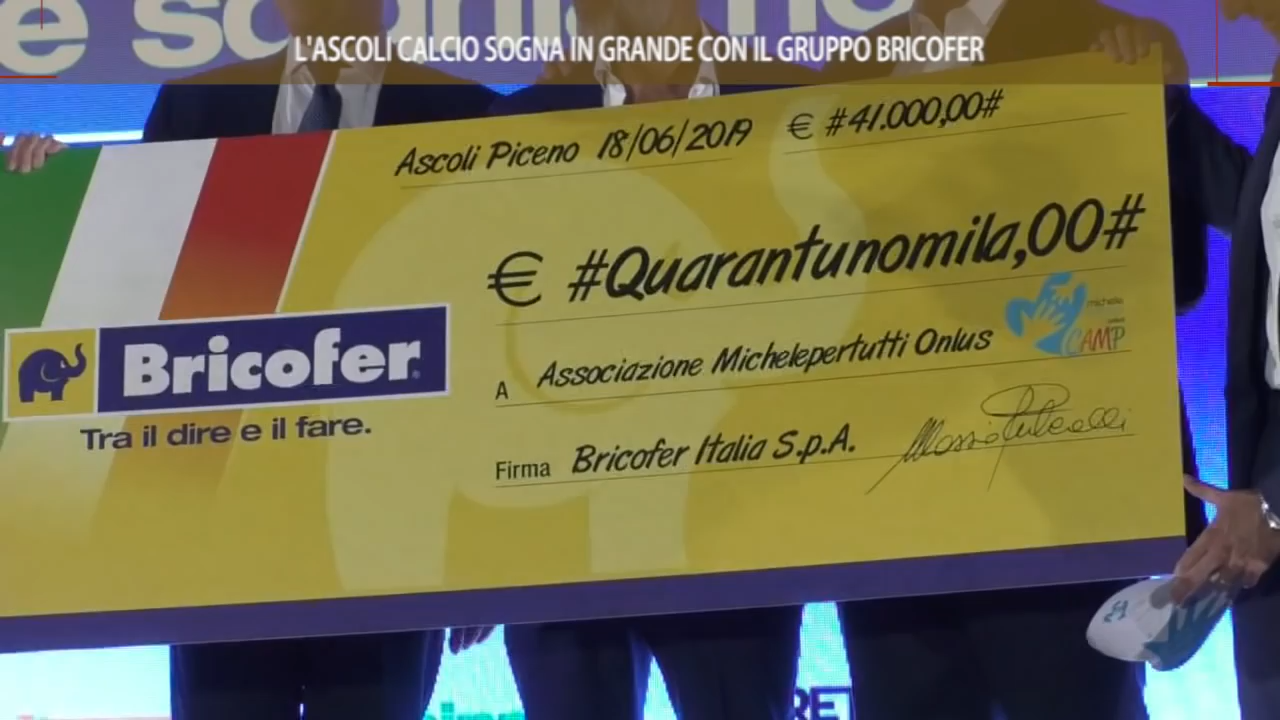 L'ASCOLI CALCIO SOGNA IN GRANDE CON IL GRUPPO BRICOFER
Ascoli Piceno 18/06/2019 € #41.000,00#
€ #Quarantunomila,00#
A Associazione Michelepertutti Onlus
CAMP
Firma Bricofer Italia S.p.A.
Bricofer
Tra il dire e il fare.